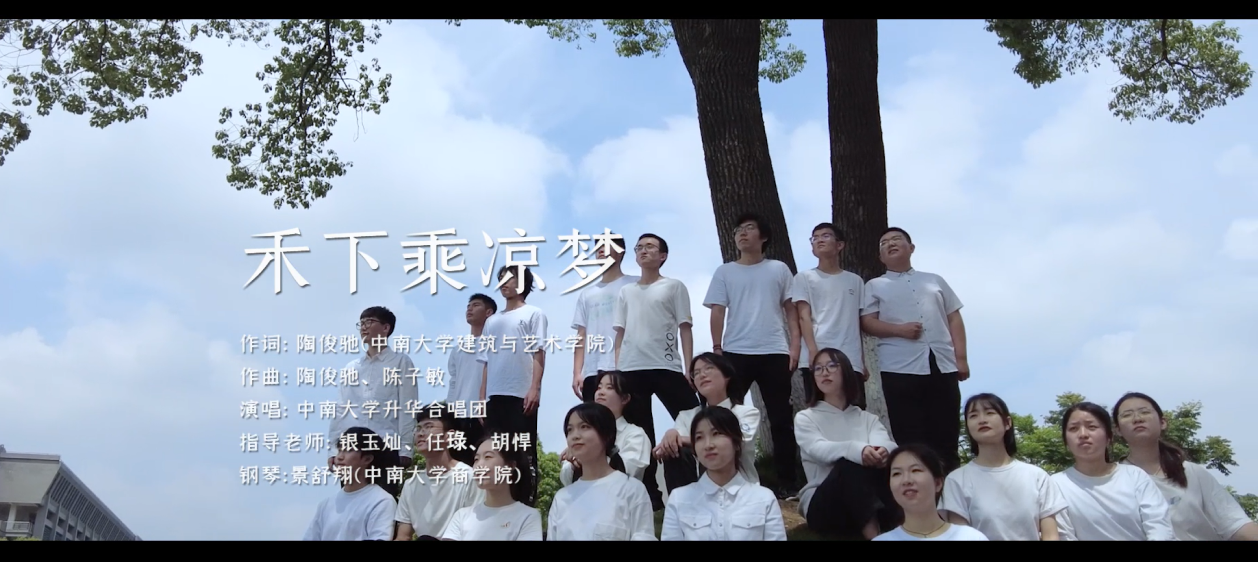 禾下乘凉梦
作词: 陶俊驰(中南大学建筑与艺术学院)
作曲: 陶俊驰、陈子敏
演唱: 中南大学升华合唱团
指导老师: 银玉灿、任琭、胡悍
钢琴:景舒翔(中南大学商学院)
OXOX